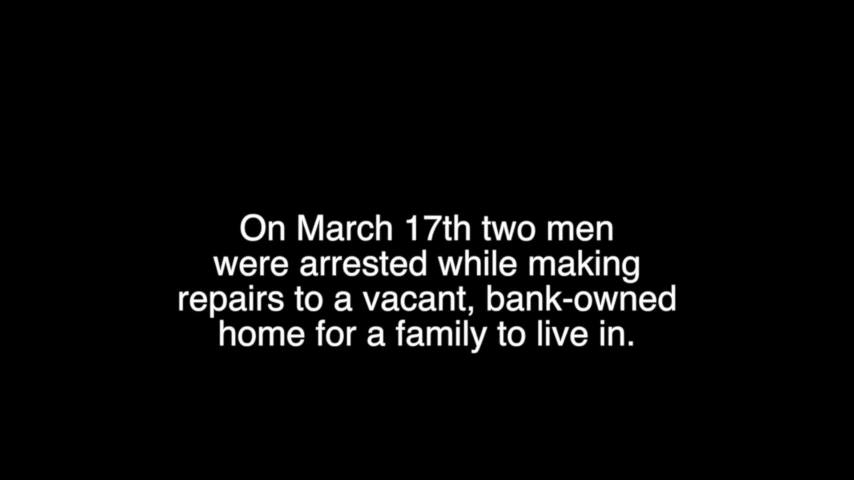 On March 17th two men
were arrested while making
repairs to a vacant, bank-owned
home for a family to live in.